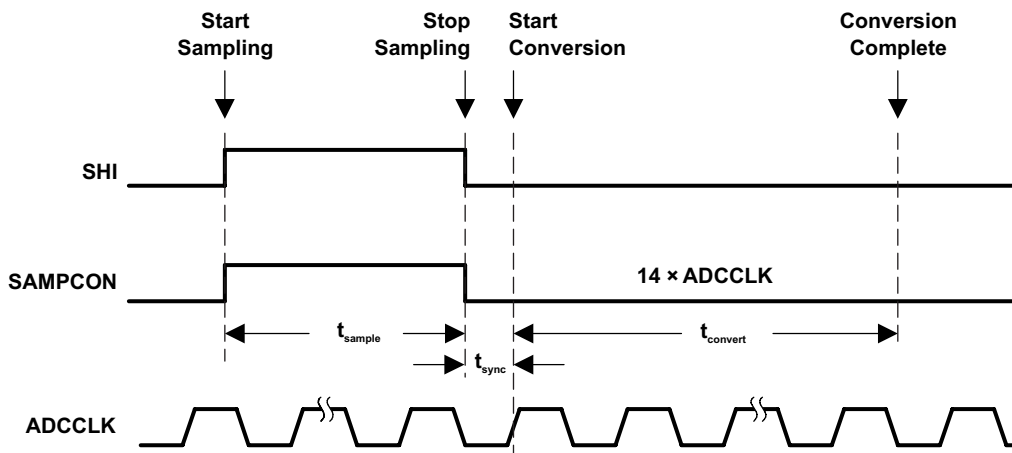 Start
Sampling
Stop
Sampling
Start
Conversion
Conversion
Complete
SHI
SAMPCON
14 × ADCCLK
tsample
tconvert
tsync
ADCCLK